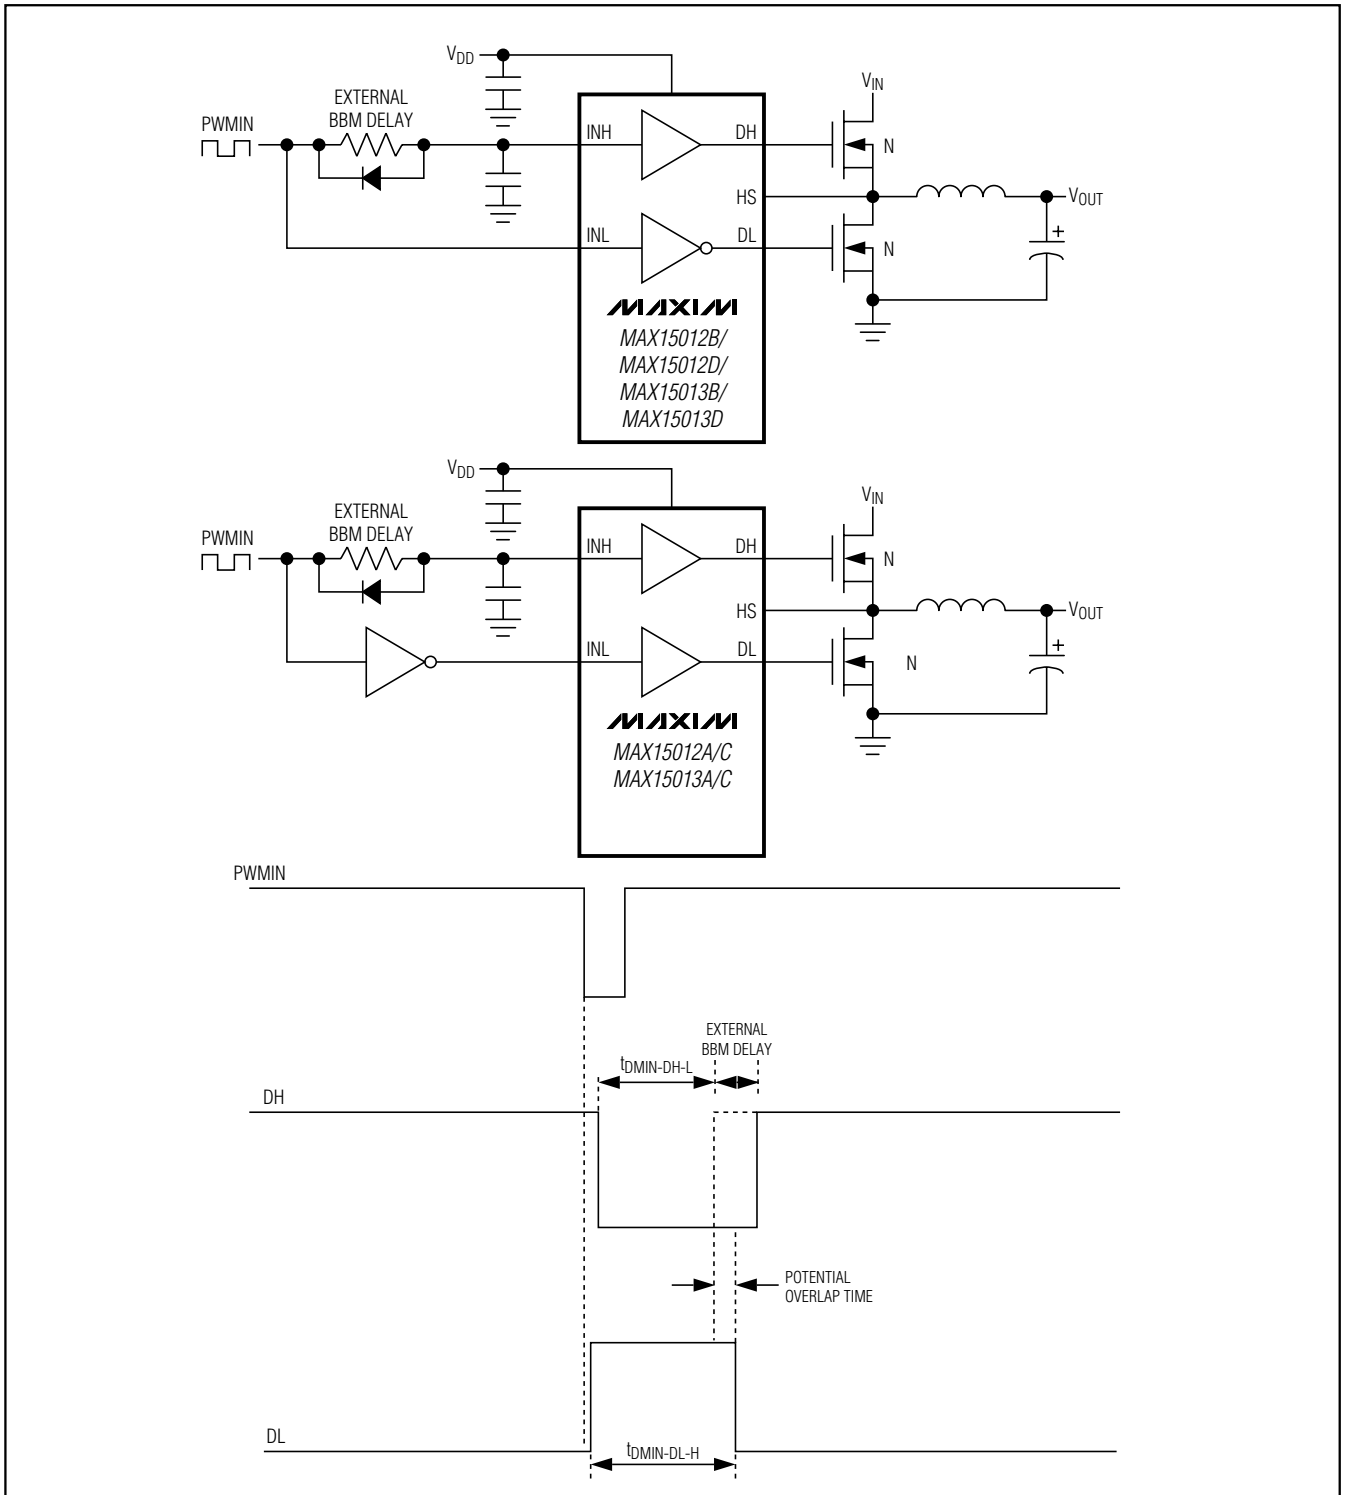 VDD
VIN
EXTERNAL
BBM DELAY
PWMIN
INH
DH
N
HS
VOUT
INL
DL
N
+
MAXIM
MAX15012B/
MAX15012D/
MAX15013B/
MAX15013D
VDD
VIN
EXTERNAL
BBM DELAY
PWMIN
INH
DH
N
HS
VOUT
INL
DL
N
+
MAXIM
MAX15012A/C
MAX15013A/C
PWMIN
EXTERNAL
BBM DELAY
tDMIN-DH-L
DH
POTENTIAL
OVERLAP TIME
DL
tDMIN-DL-H